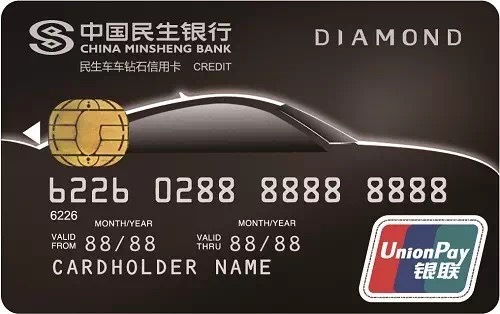 中国民生银行
CHINA MINSHENG BANK
民生车车钻石信用卡 CREDIT
DIAMOND
6226 0288 8888 8888
6226
MONTH/YEAR MONTH/YEAR
VALID FROM 88/88 VALID THRU 88/88
CARDHOLDER NAME
UnionPay
银联